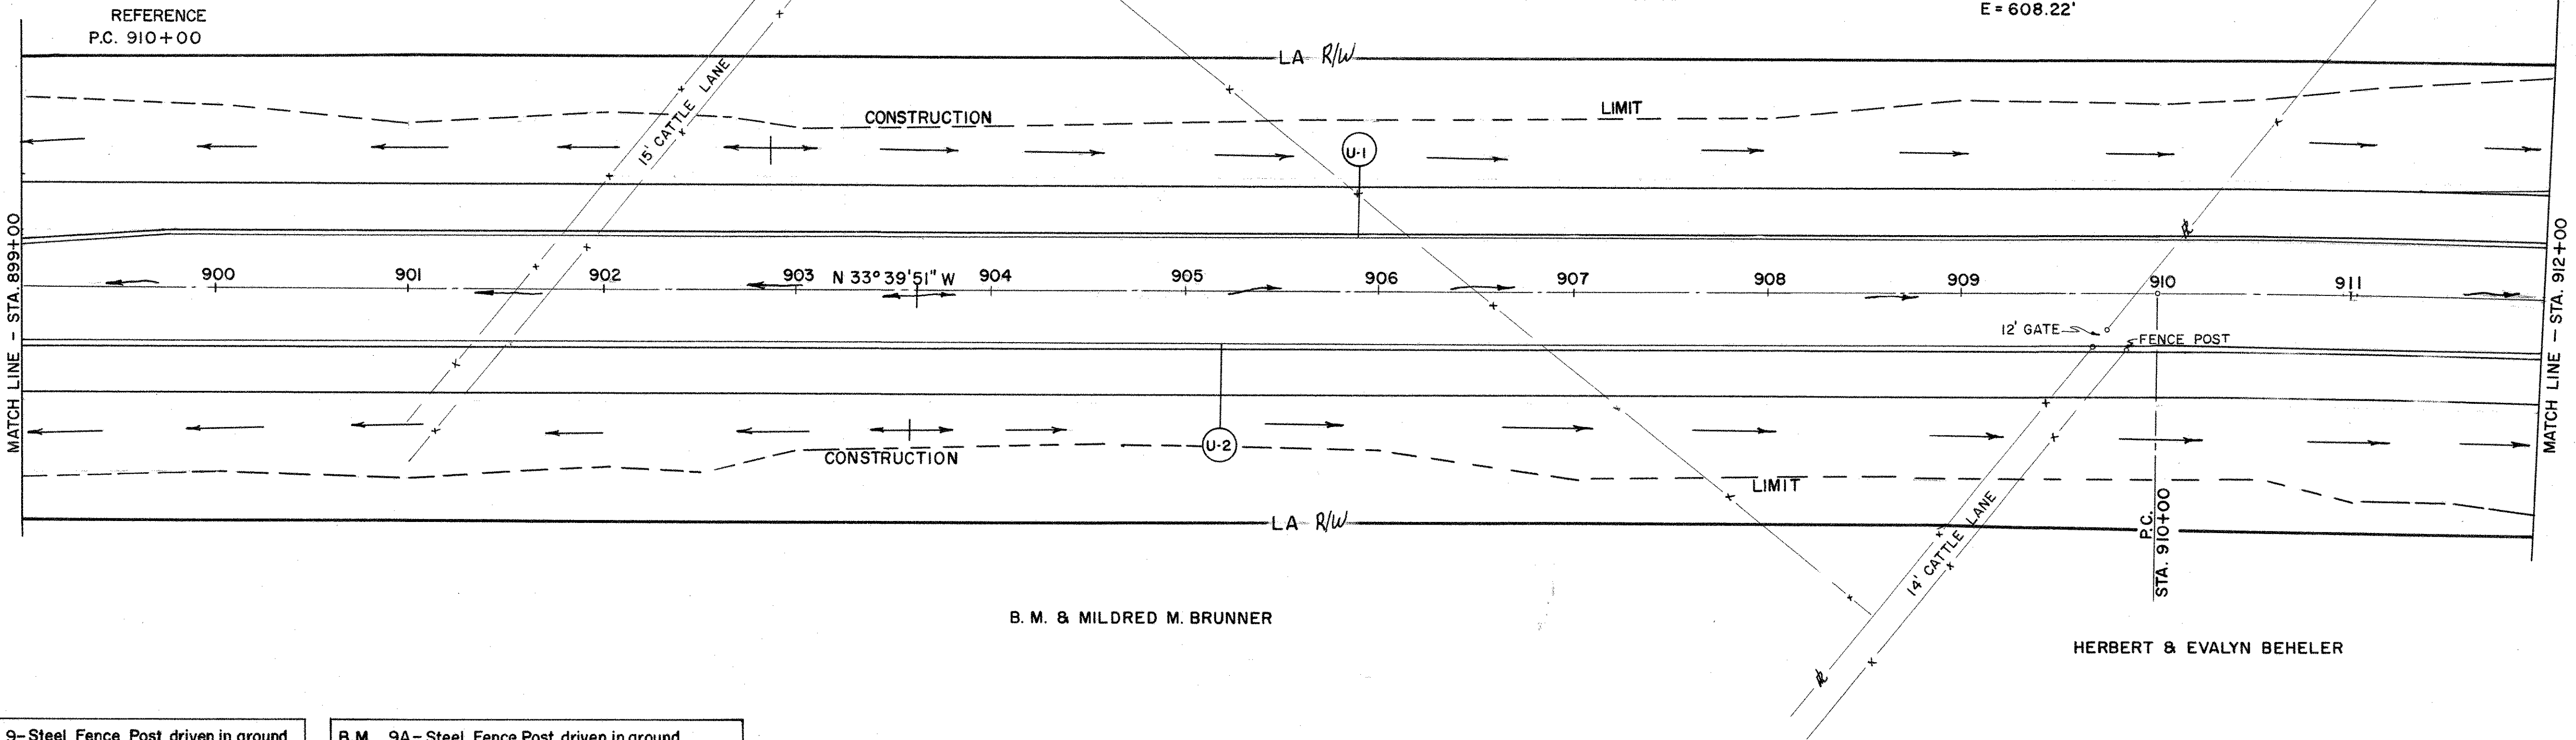 REFERENCE
P.C. 910+00
E = 608.22'
LA R/W
15' CATTLE LANE
CONSTRUCTION LIMIT
U-1
MATCH LINE - STA. 899+00
900 901 902 903 N 33° 39' 51" W 904 905 906 907 908 909 910 911
MATCH LINE - STA. 912+00
12' GATE
FENCE POST
U-2
CONSTRUCTION LIMIT
LA R/W
14' CATTLE LANE
P.C.
STA. 910+00
B. M. & MILDRED M. BRUNNER
HERBERT & EVALYN BEHELER
9-Steel Fence Post driven in ground
B.M. 9A-Steel Fence Post driven in ground